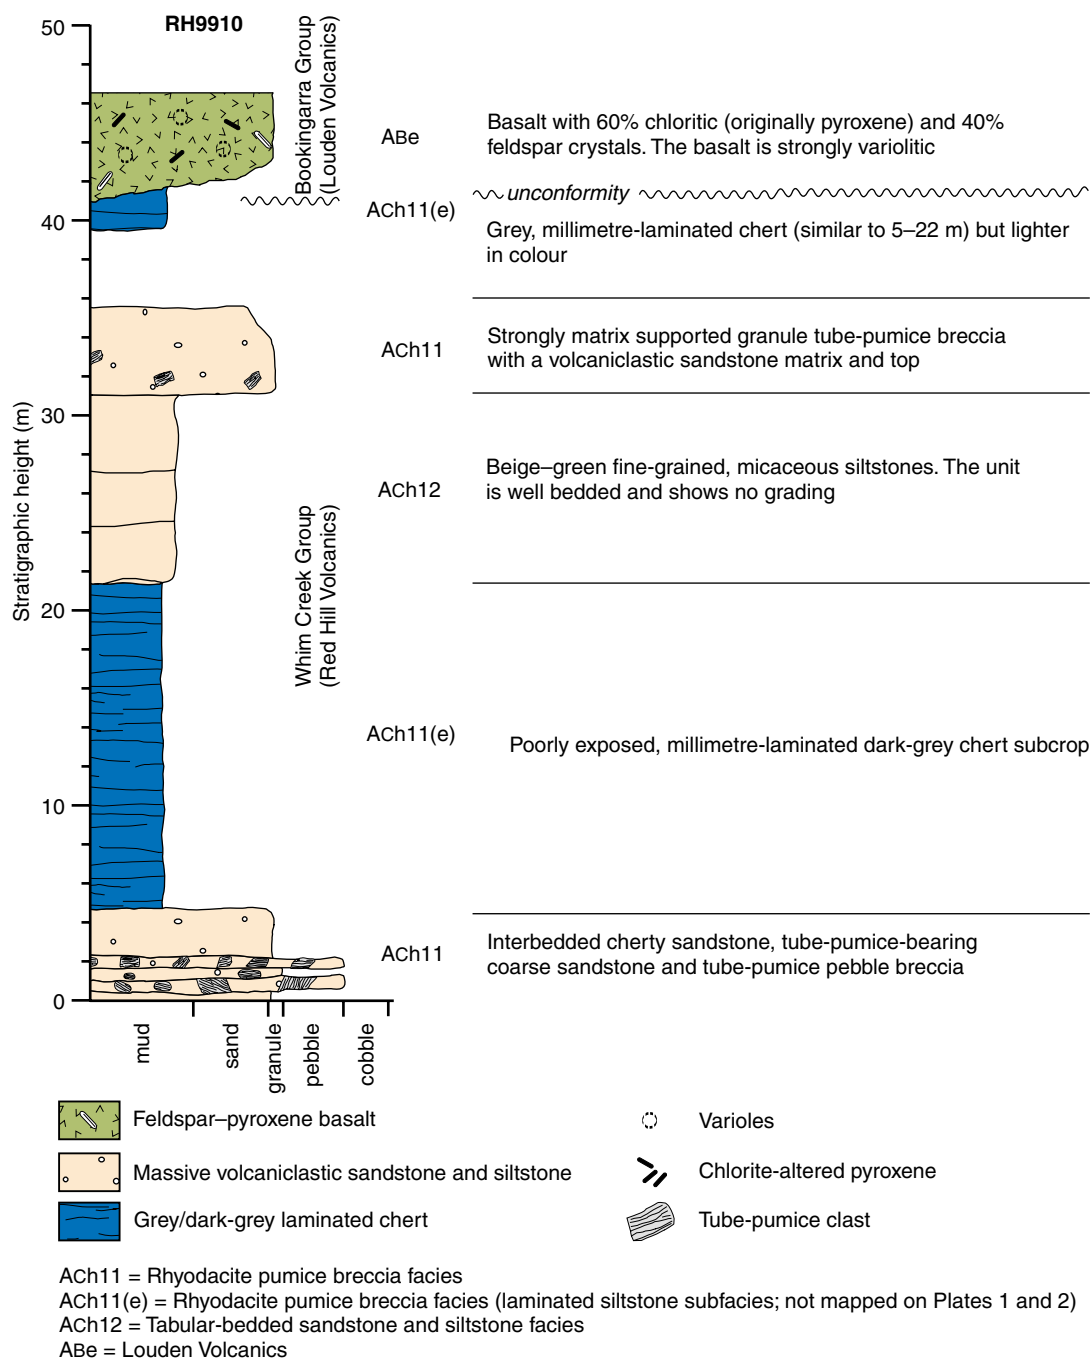 RH9910
50
40
30
20
10
0
Stratigraphic height (m)
Bookingarra Group
(Louden Volcanics)
Whim Creek Group
(Red Hill Volcanics)
ABe
Basalt with 60% chloritic (originally pyroxene) and 40%
feldspar crystals. The basalt is strongly variolitic
unconformity
ACh11(e)
Grey, millimetre-laminated chert (similar to 5–22 m) but lighter
in colour
ACh11
Strongly matrix supported granule tube-pumice breccia
with a volcaniclastic sandstone matrix and top
ACh12
Beige–green fine-grained, micaceous siltstones. The unit
is well bedded and shows no grading
ACh11(e)
Poorly exposed, millimetre-laminated dark-grey chert subcrop
ACh11
Interbedded cherty sandstone, tube-pumice-bearing
coarse sandstone and tube-pumice pebble breccia
mud
sand
granule
pebble
cobble
Feldspar–pyroxene basalt
Massive volcaniclastic sandstone and siltstone
Grey/dark-grey laminated chert
Varioles
Chlorite-altered pyroxene
Tube-pumice clast
ACh11 = Rhyodacite pumice breccia facies
ACh11(e) = Rhyodacite pumice breccia facies (laminated siltstone subfacies; not mapped on Plates 1 and 2)
ACh12 = Tabular-bedded sandstone and siltstone facies
ABe = Louden Volcanics